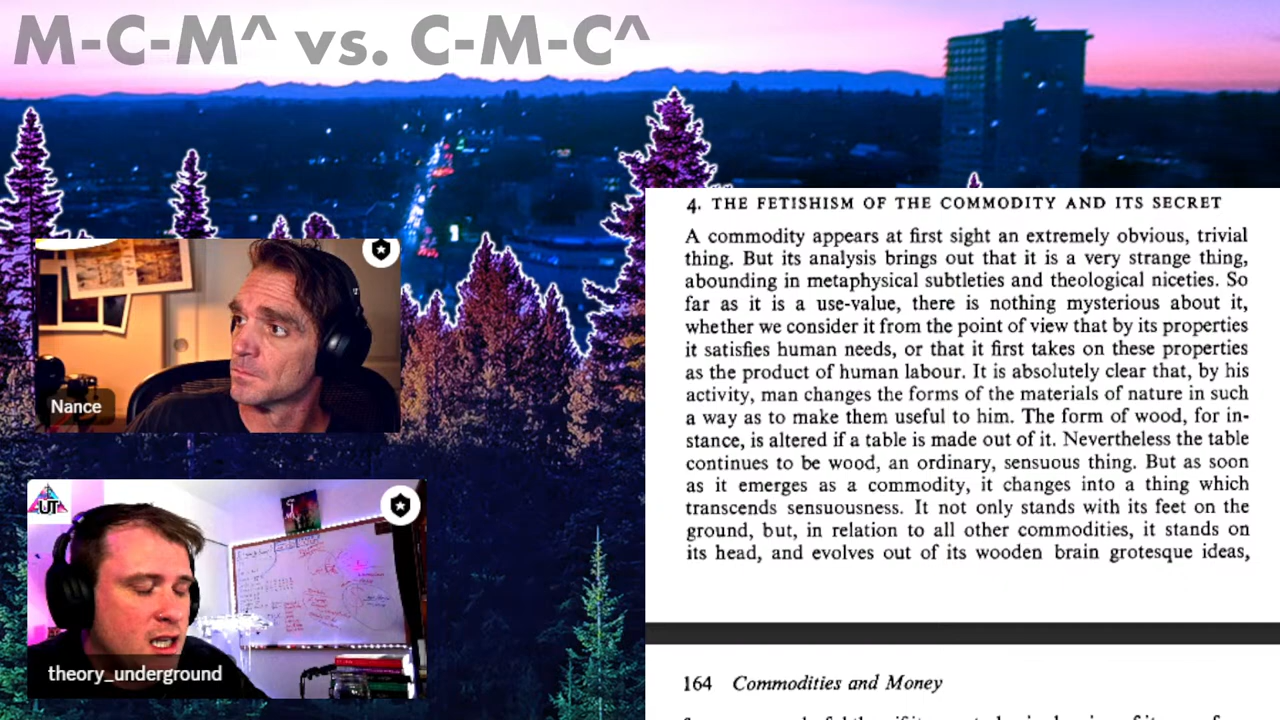 M-C-M^ vs. C-M-C^
Nance
UT
theory_underground
4. THE FETISHISM OF THE COMMODITY AND ITS SECRET
A commodity appears at first sight an extremely obvious, trivial
thing. But its analysis brings out that it is a very strange thing,
abounding in metaphysical subtleties and theological niceties. So
far as it is a use-value, there is nothing mysterious about it,
whether we consider it from the point of view that by its properties
it satisfies human needs, or that it first takes on these properties
as the product of human labour. It is absolutely clear that, by his
activity, man changes the forms of the materials of nature in such
a way as to make them useful to him. The form of wood, for in-
stance, is altered if a table is made out of it. Nevertheless the table
continues to be wood, an ordinary, sensuous thing. But as soon
as it emerges as a commodity, it changes into a thing which
transcends sensuousness. It not only stands with its feet on the
ground, but, in relation to all other commodities, it stands on
its head, and evolves out of its wooden brain grotesque ideas,
164 Commodities and Money